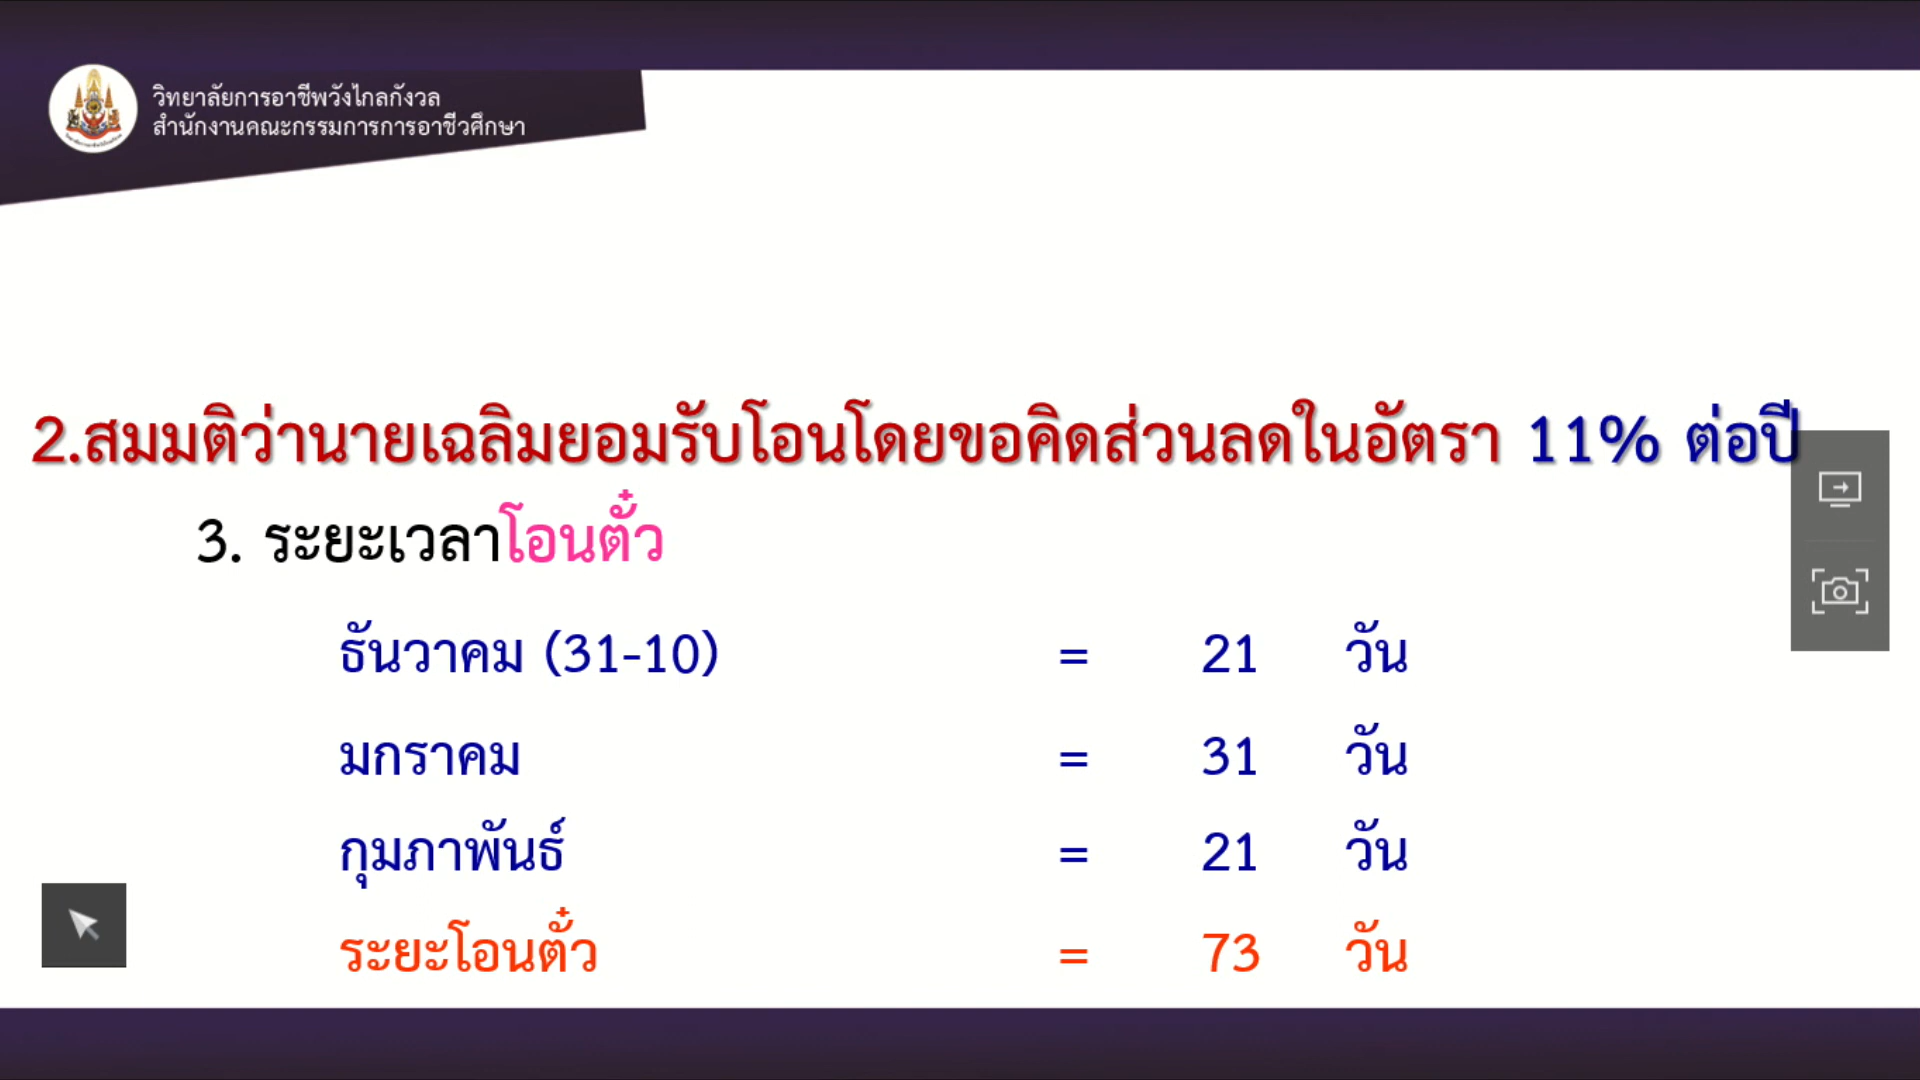 วิทยาลัยการอาชีพวังไกลกังวล
สำนักงานคณะกรรมการการอาชีวศึกษา
2.สมมติว่านายเฉลิมยอมรับโอนโดยขอคิดส่วนลดในอัตรา 11% ต่อปี
3. ระยะเวลาโอนตั๋ว
ธันวาคม (31-10) = 21 วัน
มกราคม = 31 วัน
กุมภาพันธ์ = 21 วัน
ระยะโอนตั๋ว = 73 วัน